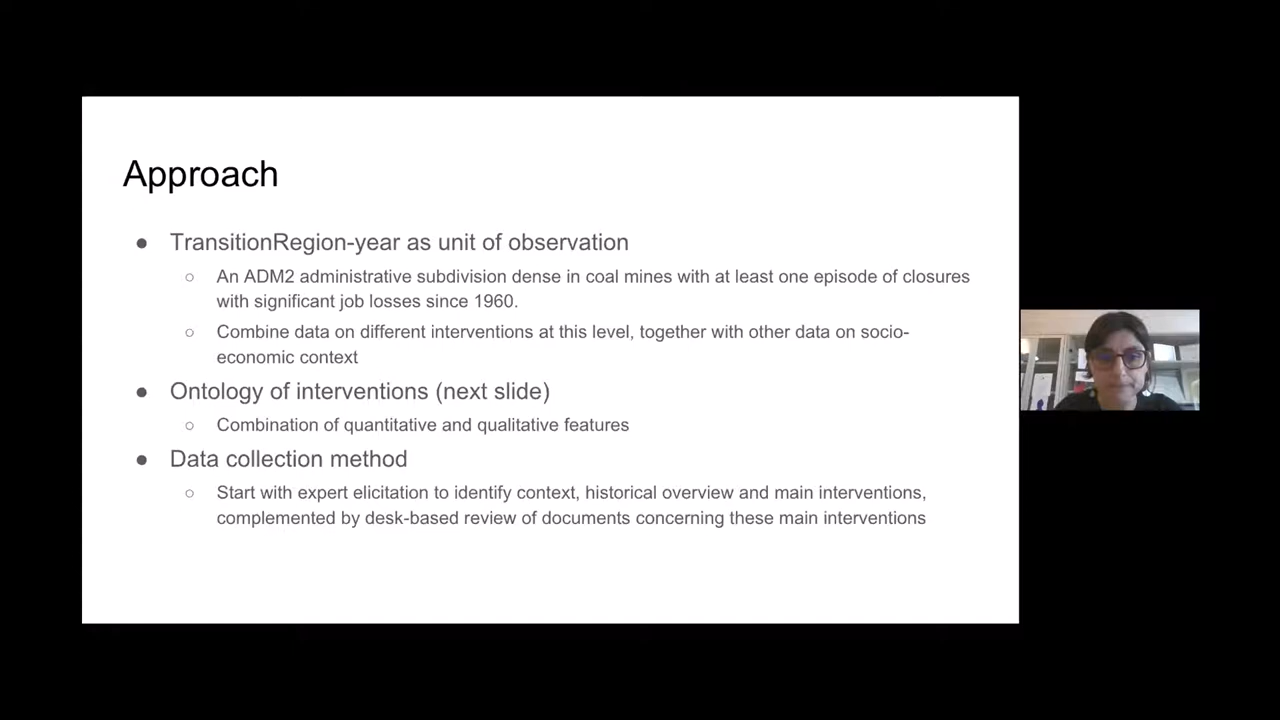 Approach
● TransitionRegion-year as unit of observation
○ An ADM2 administrative subdivision dense in coal mines with at least one episode of closures
with significant job losses since 1960.
○ Combine data on different interventions at this level, together with other data on socio-
economic context
● Ontology of interventions (next slide)
○ Combination of quantitative and qualitative features
● Data collection method
○ Start with expert elicitation to identify context, historical overview and main interventions,
complemented by desk-based review of documents concerning these main interventions